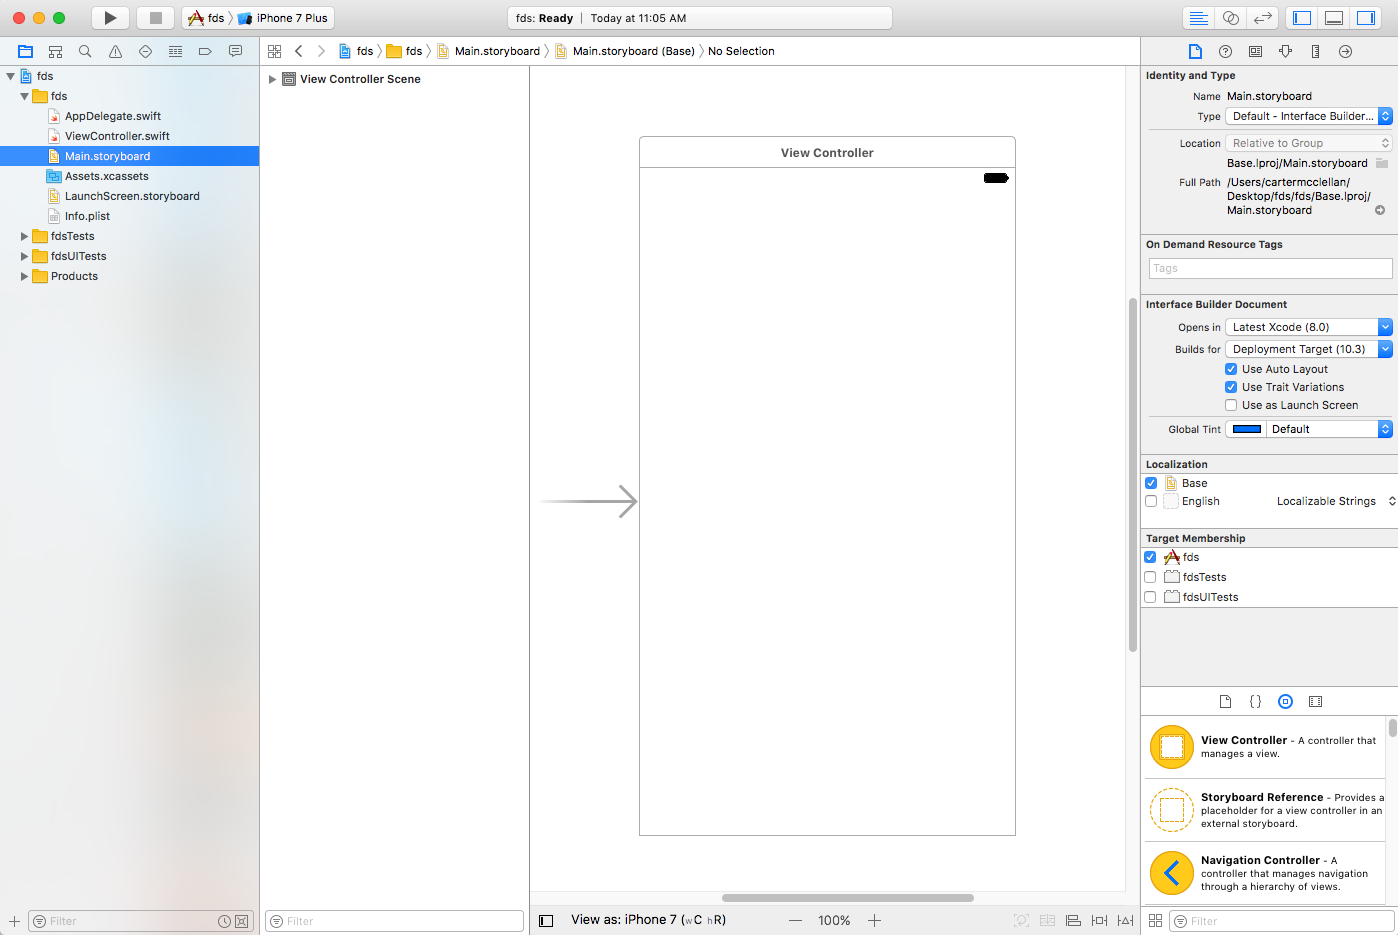 fds iPhone 7 Plus
fds: Ready Today at 11:05 AM
fds fds Main.storyboard Main.storyboard (Base) No Selection
fds
fds
AppDelegate.swift
ViewController.swift
Main.storyboard
Assets.xcassets
LaunchScreen.storyboard
Info.plist
fdsTests
fdsUITests
Products
Filter
View Controller Scene
Filter
View Controller
View as: iPhone 7 (wC hR)
100%
Identity and Type
Name Main.storyboard
Type Default - Interface Builder...
Location Relative to Group
Base.lproj/Main.storyboard
Full Path /Users/cartermcclellan/
Desktop/fds/fds/Base.lproj/
Main.storyboard
On Demand Resource Tags
Tags
Interface Builder Document
Opens in Latest Xcode (8.0)
Builds for Deployment Target (10.3)
Use Auto Layout
Use Trait Variations
Use as Launch Screen
Global Tint Default
Localization
Base
English Localizable Strings
Target Membership
fds
fdsTests
fdsUITests
{}
View Controller - A controller that
manages a view.
Storyboard Reference - Provides a
placeholder for a view controller in an
external storyboard.
Navigation Controller - A
controller that manages navigation
through a hierarchy of views.
Filter